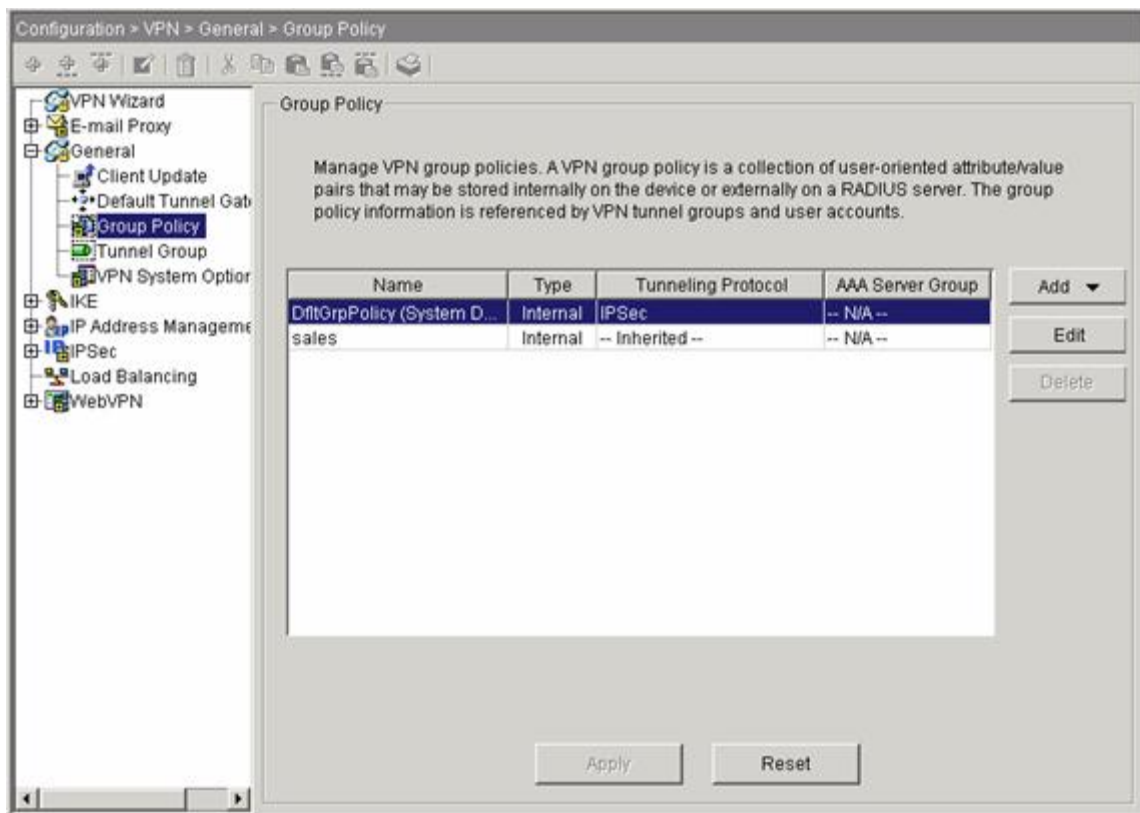 Configuration > VPN > General > Group Policy
VPN Wizard
E-mail Proxy
General
Client Update
Default Tunnel Gat
Group Policy
Tunnel Group
VPN System Option
IKE
IP Address Manageme
IPSec
Load Balancing
WebVPN
Group Policy
Manage VPN group policies. A VPN group policy is a collection of user-oriented attribute/value
pairs that may be stored internally on the device or externally on a RADIUS server. The group
policy information is referenced by VPN tunnel groups and user accounts.
Name Type Tunneling Protocol AAA Server Group
DfltGrpPolicy (System D... Internal IPSec -- N/A --
sales Internal -- Inherited -- -- N/A --
Add
Edit
Delete
Apply Reset